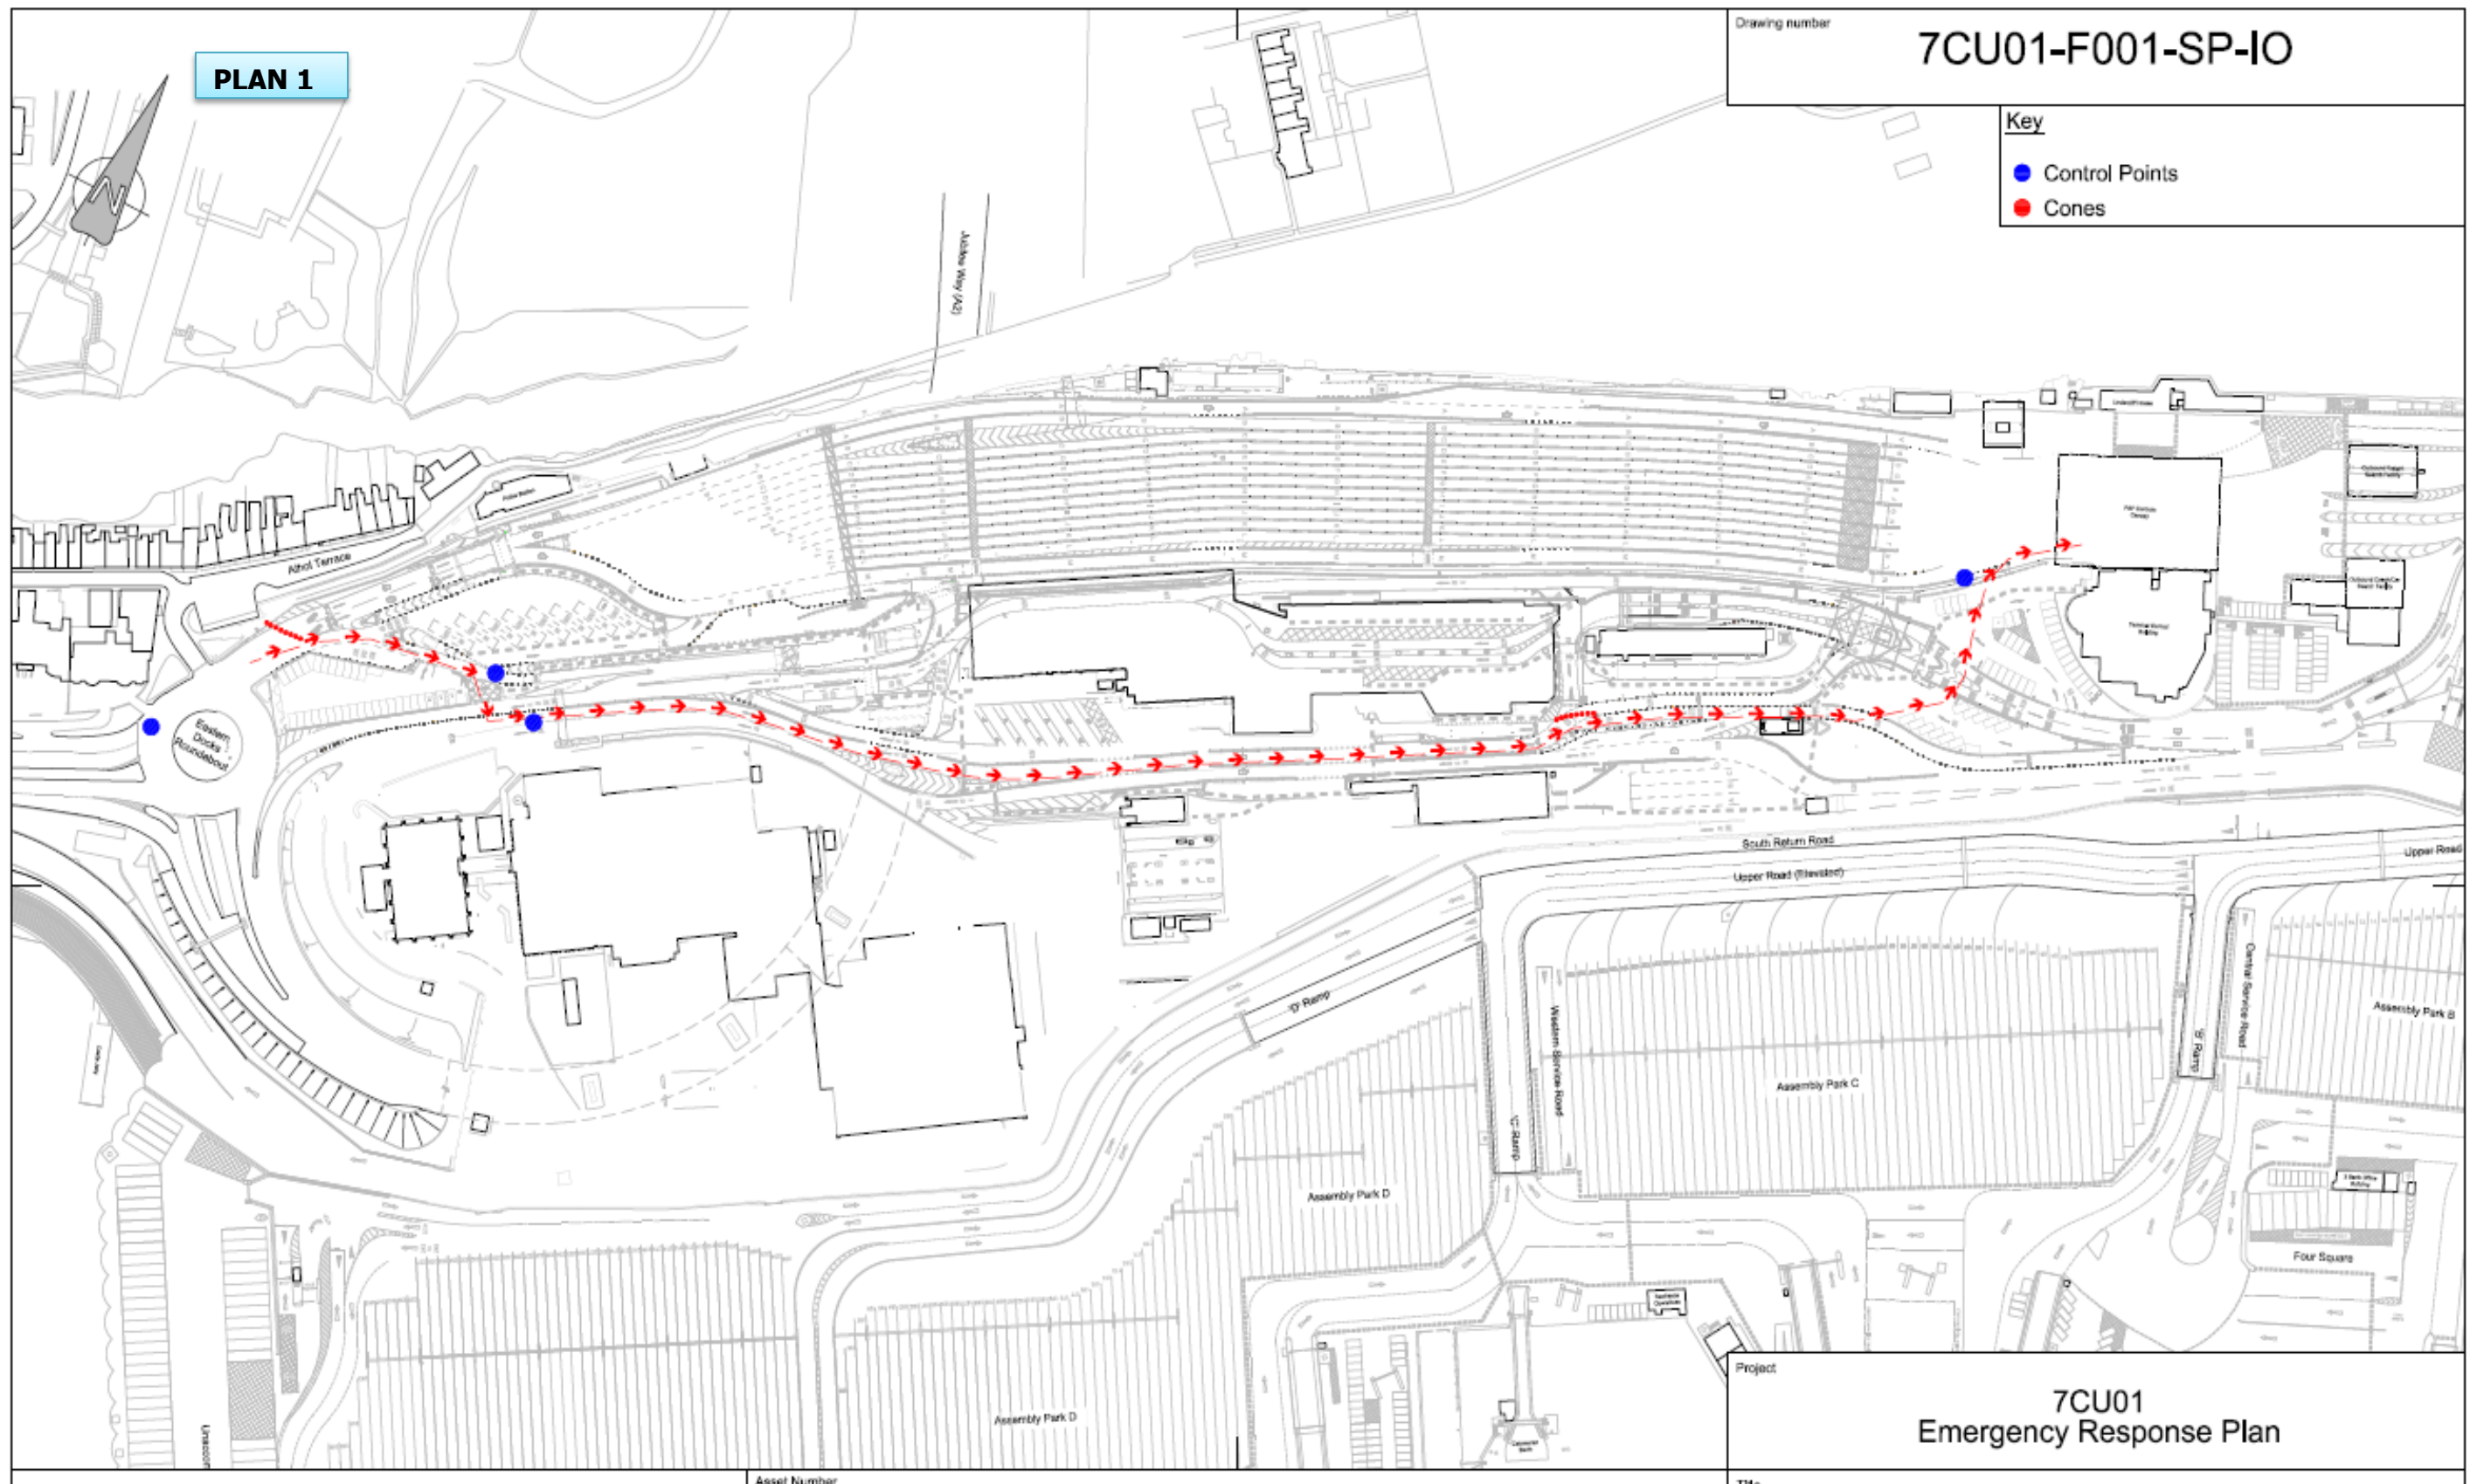 Drawing number
7CU01-F001-SP-IO
PLAN 1
N
Key
Control Points
Cones
Jubilee Way (A2)
Athol Terrace
Eastern
Docks
Roundabout
South Return Road
Upper Road (Elevated)
Upper Road
'D' Ramp
Western Service Road
'C' Ramp
Central Service Road
'B' Ramp
Assembly Park B
Assembly Park C
Assembly Park D
Four Square
Assembly Park D
Project
7CU01
Emergency Response Plan
Asset Number
Title